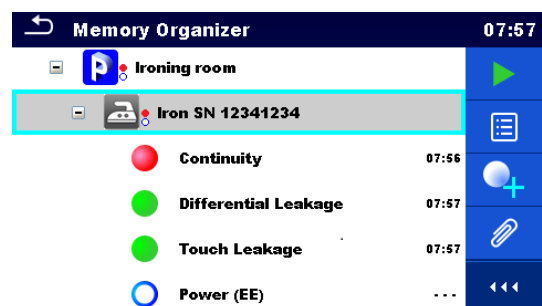 Memory Organizer 07:57
P Ironing room
Iron SN 12341234
Continuity 07:56
Differential Leakage 07:57
Touch Leakage 07:57
Power (EE) ---